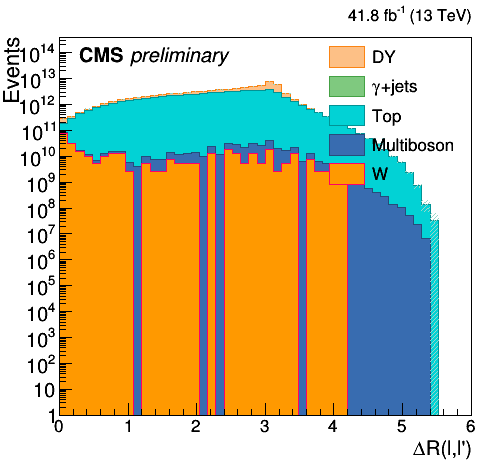 41.8 fb⁻¹ (13 TeV)
Events
CMS preliminary
DY
γ+jets
Top
Multiboson
W
10¹⁴
10¹³
10¹²
10¹¹
10¹⁰
10⁹
10⁸
10⁷
10⁶
10⁵
10⁴
10³
10²
10
1
0 1 2 3 4 5 6
ΔR(l,l')